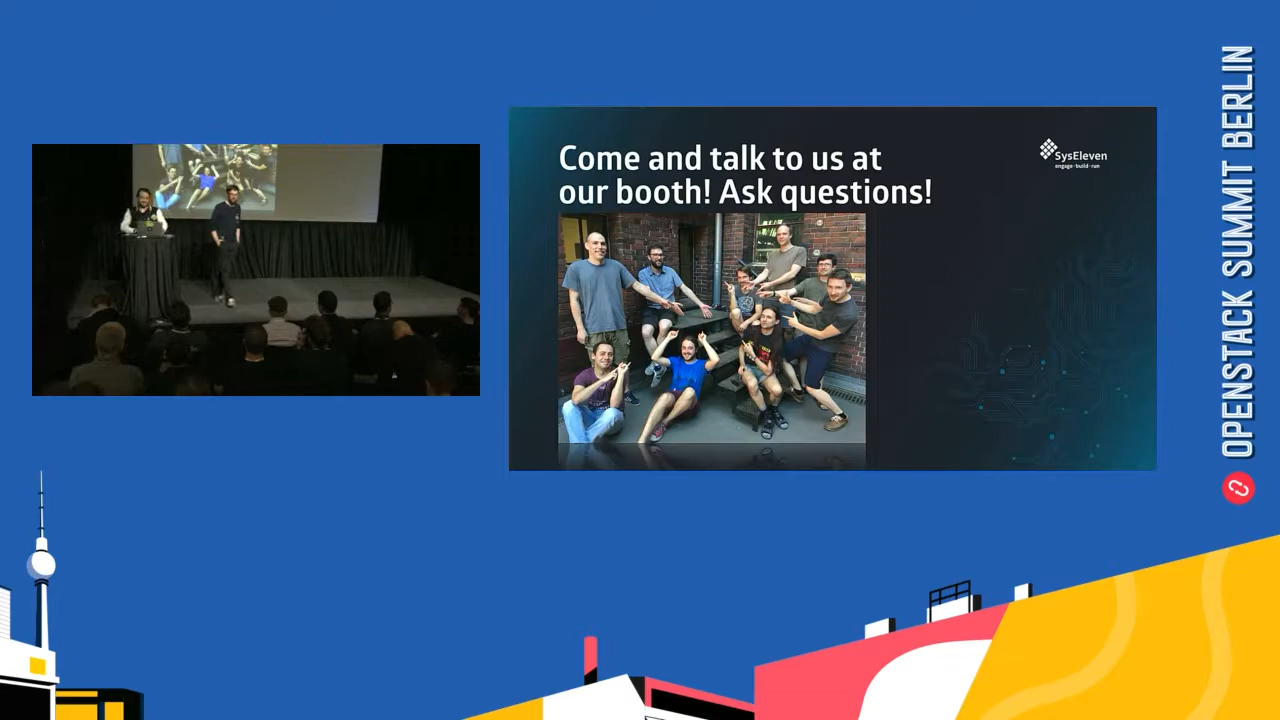 Come and talk to us at
our booth! Ask questions!
SysEleven
engage · build · run
OPENSTACK SUMMIT BERLIN